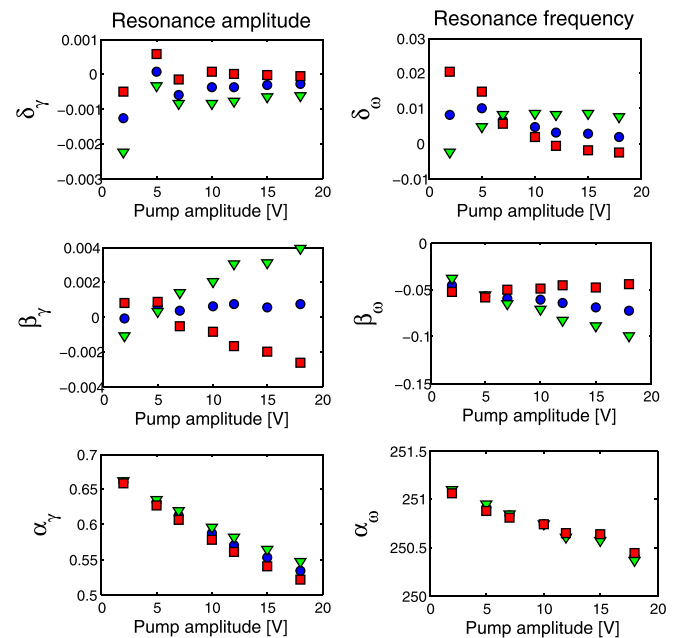 Resonance amplitude
0.001
0
−0.001
−0.002
−0.003
δγ
0 5 10 15 20
Pump amplitude [V]
Resonance frequency
0.03
0.02
0.01
0
−0.01
δω
0 5 10 15 20
Pump amplitude [V]
0.004
0.002
0
−0.002
−0.004
βγ
0 5 10 15 20
Pump amplitude [V]
0
−0.05
−0.1
−0.15
βω
0 5 10 15 20
Pump amplitude [V]
0.7
0.65
0.6
0.55
0.5
αγ
0 5 10 15 20
Pump amplitude [V]
251.5
251
250.5
250
αω
0 5 10 15 20
Pump amplitude [V]